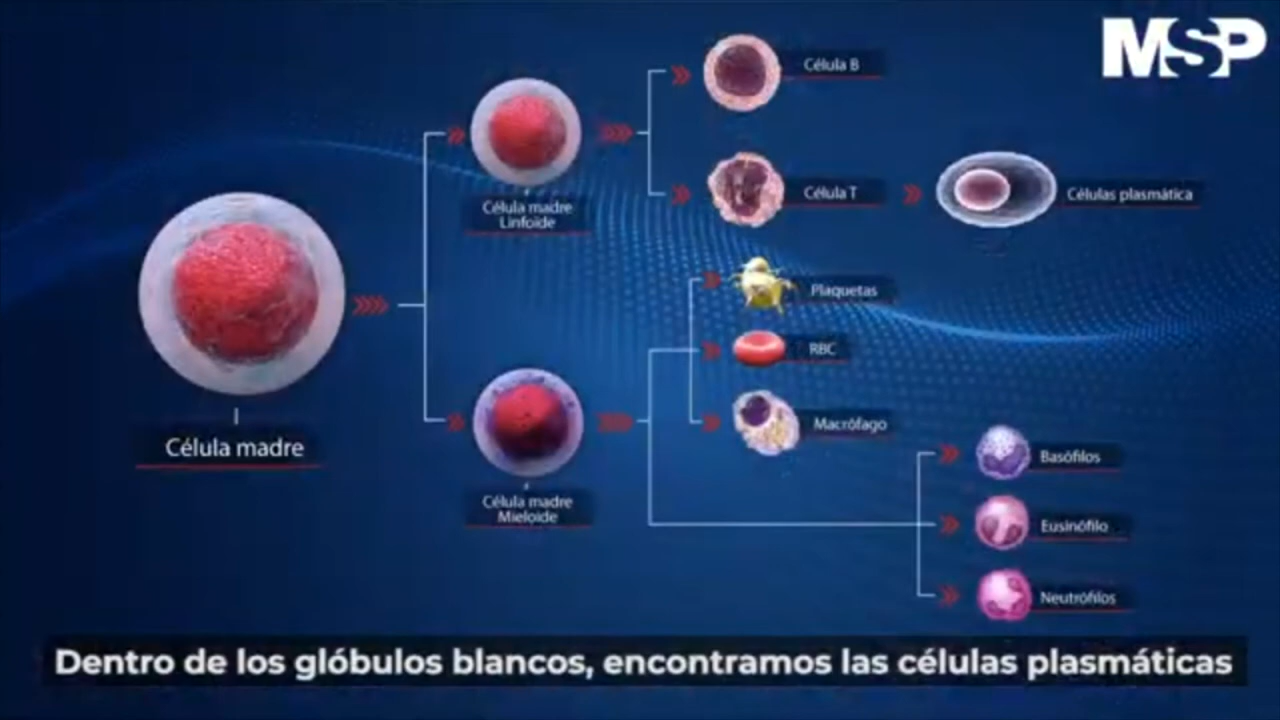 MSP
Célula B
Célula T
Células plasmática
Célula madre
Linfoide
Plaquetas
RBC
Macrófago
Célula madre
Célula madre
Mieloide
Basófilos
Eusinófilo
Neutrófilos
Dentro de los glóbulos blancos, encontramos las células plasmáticas